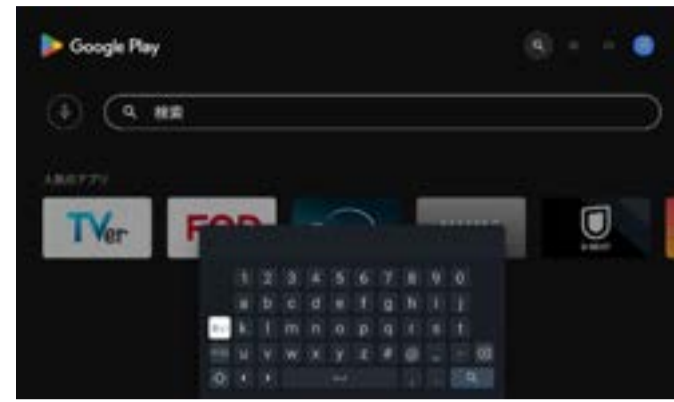 Google Play
検索
人気のアプリ
TVer
FOD
U-NEXT
1 2 3 4 5 6 7 8 9 0
a b c d e f g h i j
k l m n o p q r s t
u v w x y z # @ _